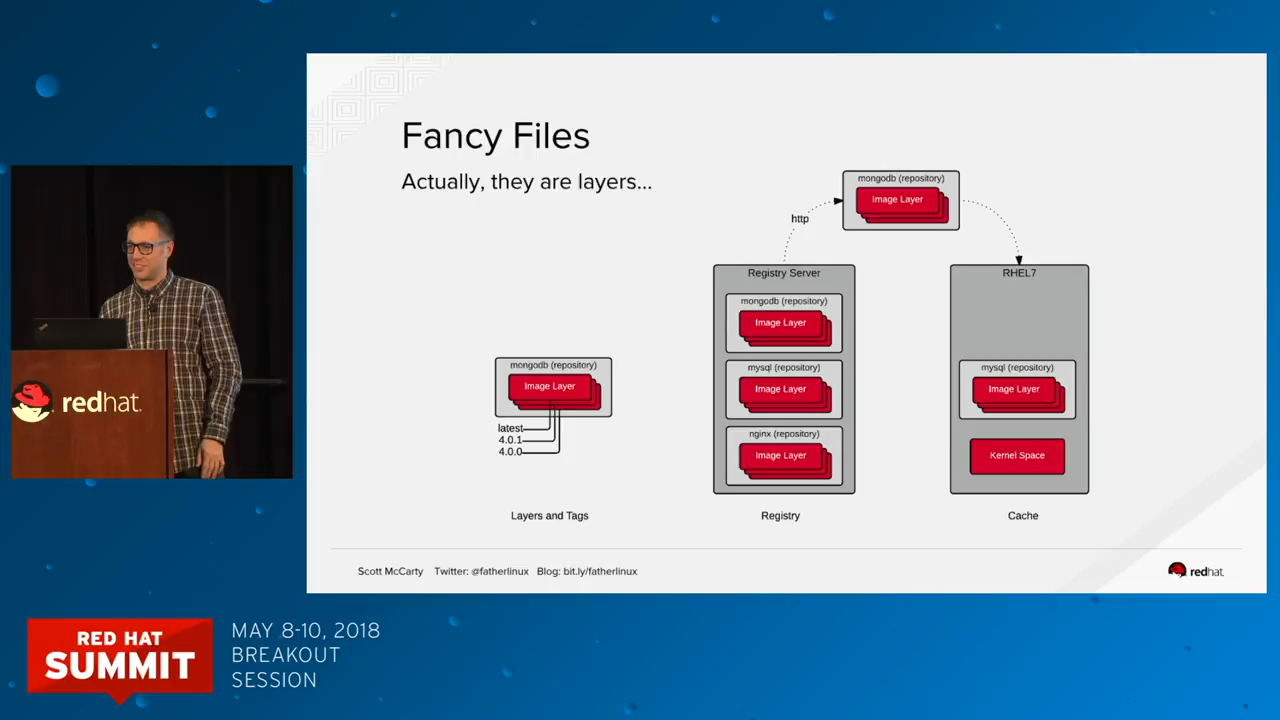 Fancy Files
Actually, they are layers...
mongodb (repository)
Image Layer
http
Registry Server
mongodb (repository)
Image Layer
mysql (repository)
Image Layer
nginx (repository)
Image Layer
RHEL7
mysql (repository)
Image Layer
Kernel Space
mongodb (repository)
Image Layer
latest
4.0.1
4.0.0
Layers and Tags
Registry
Cache
Scott McCarty Twitter: @fatherlinux Blog: bit.ly/fatherlinux
redhat.
redhat.
RED HAT
SUMMIT
MAY 8-10, 2018
BREAKOUT
SESSION